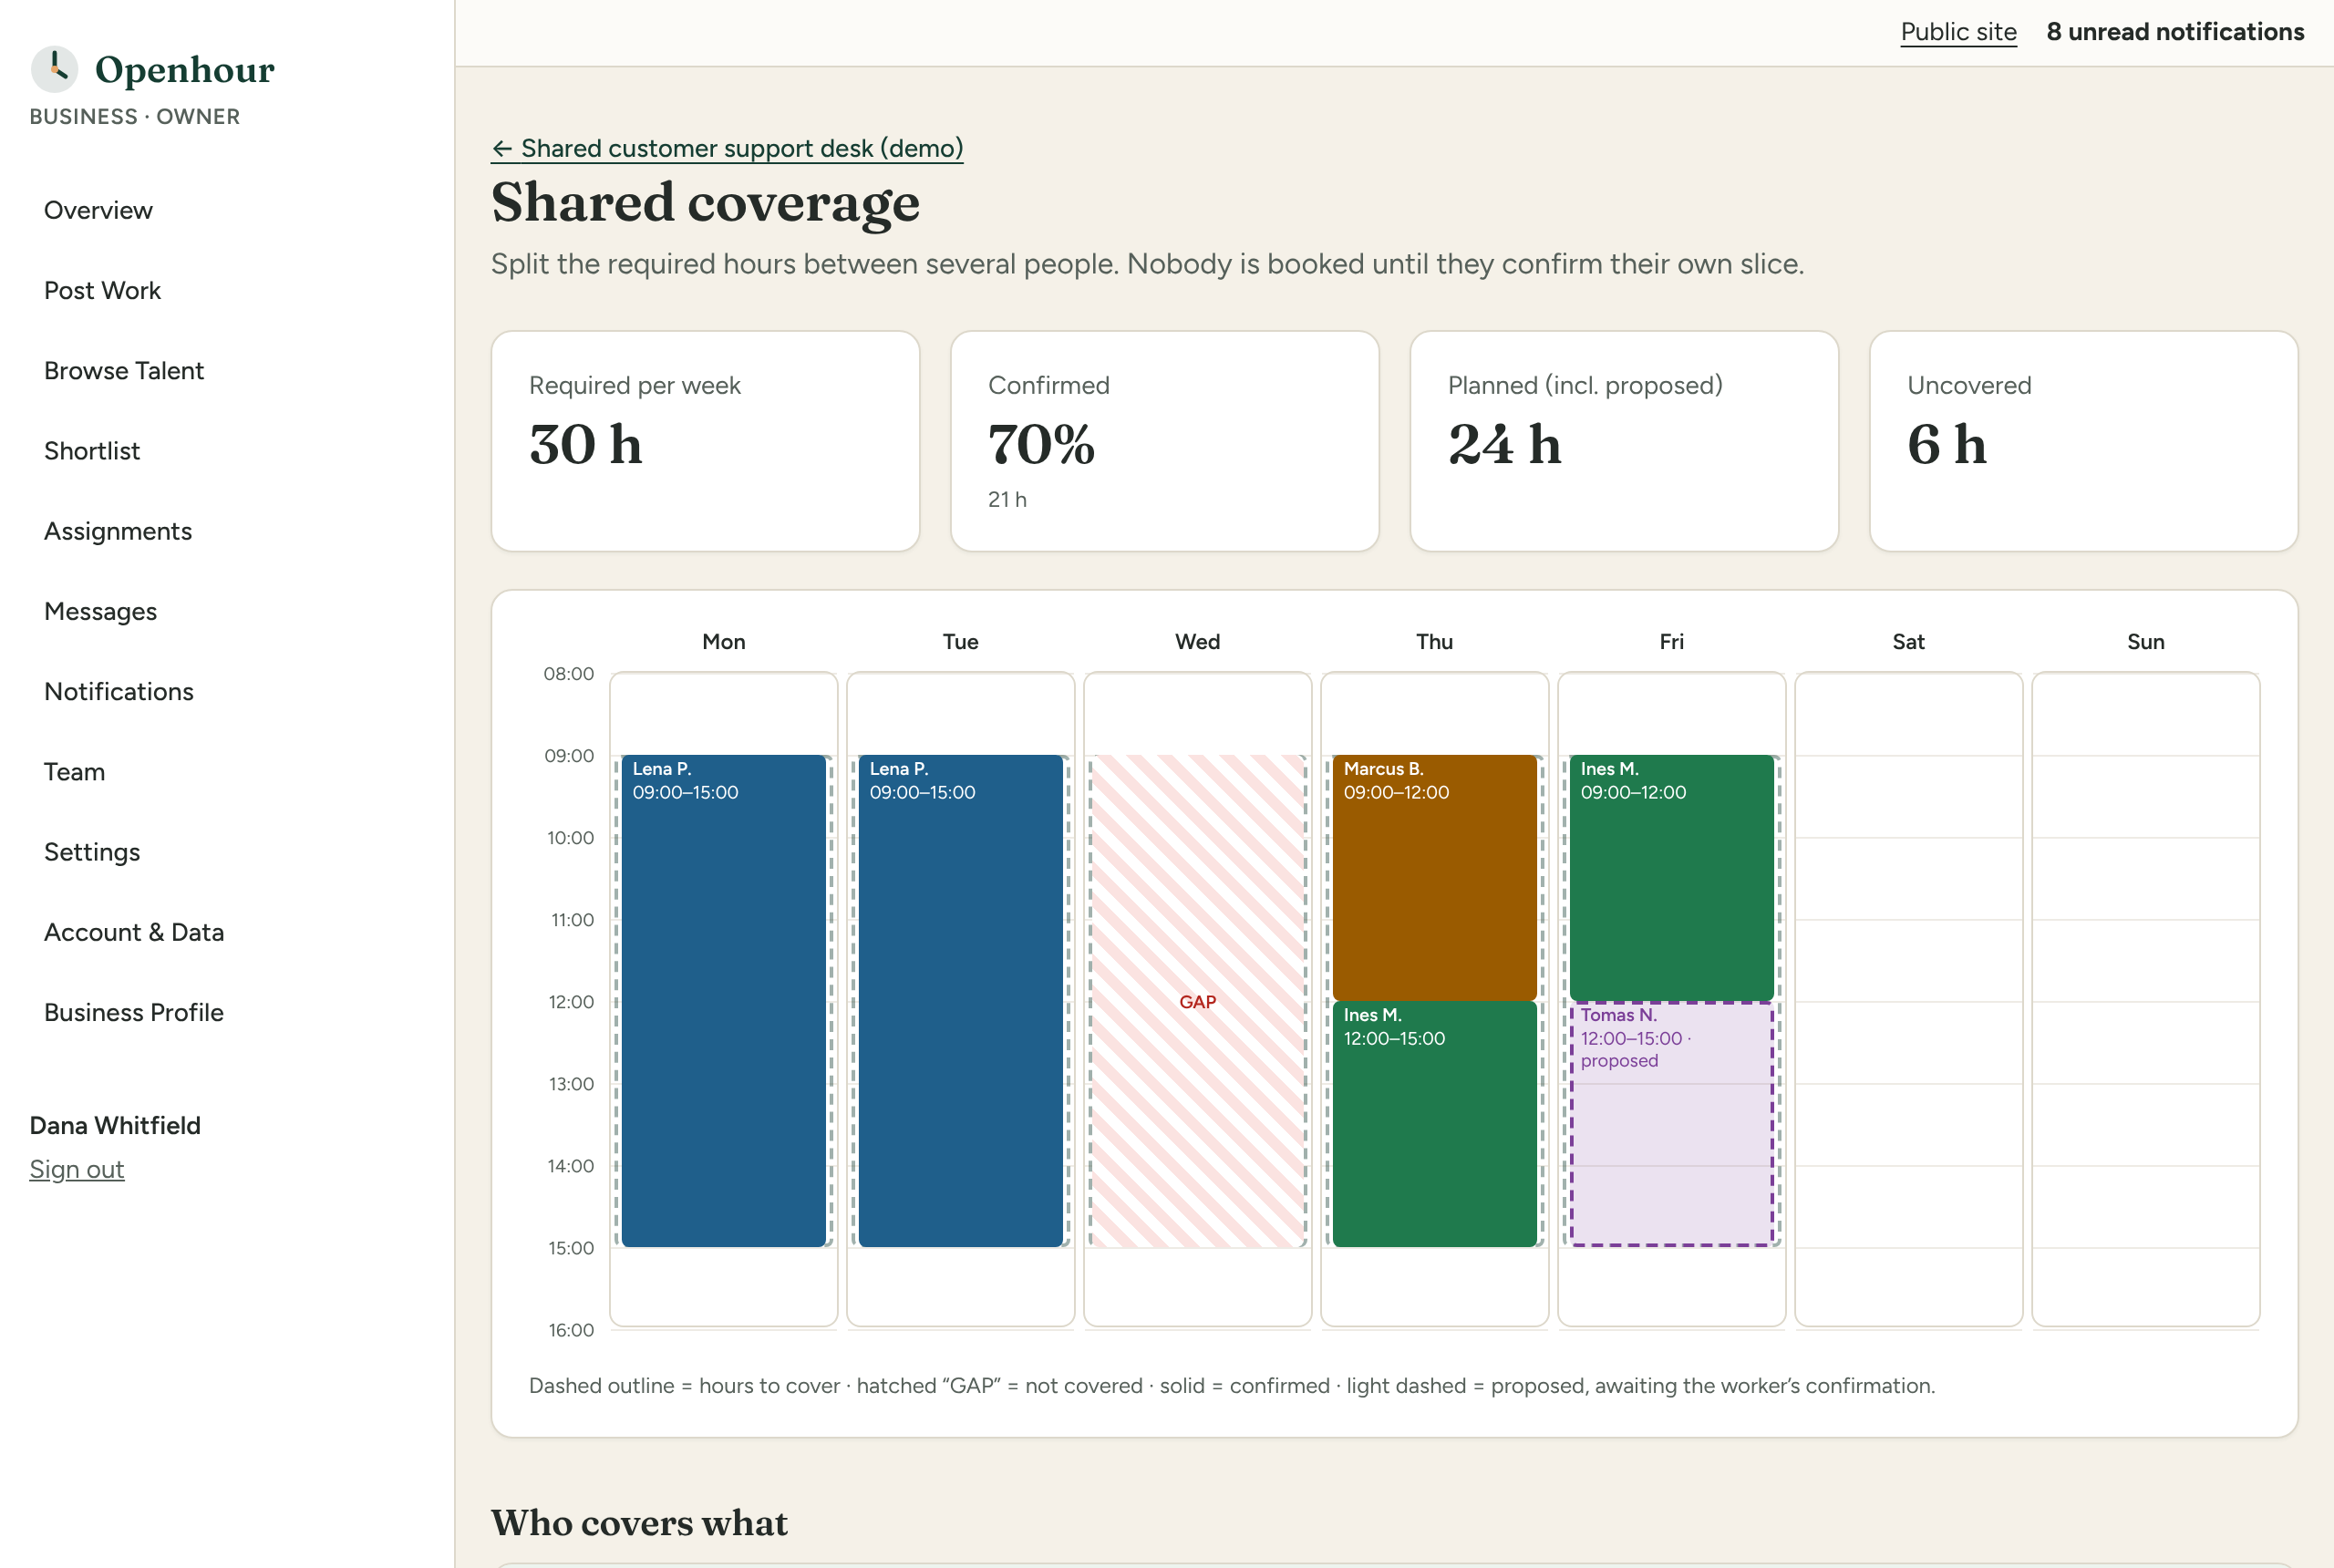 Openhour
BUSINESS · OWNER
Overview
Post Work
Browse Talent
Shortlist
Assignments
Messages
Notifications
Team
Settings
Account & Data
Business Profile
Dana Whitfield
Sign out
Public site
8 unread notifications
← Shared customer support desk (demo)
Shared coverage
Split the required hours between several people. Nobody is booked until they confirm their own slice.
Required per week
30 h
Confirmed
70%
21 h
Planned (incl. proposed)
24 h
Uncovered
6 h
Mon Tue Wed Thu Fri Sat Sun
08:00
09:00
10:00
11:00
12:00
13:00
14:00
15:00
16:00
Lena P.
09:00–15:00
Lena P.
09:00–15:00
GAP
Marcus B.
09:00–12:00
Ines M.
12:00–15:00
Ines M.
09:00–12:00
Tomas N.
12:00–15:00 ·
proposed
Dashed outline = hours to cover · hatched “GAP” = not covered · solid = confirmed · light dashed = proposed, awaiting the worker’s confirmation.
Who covers what